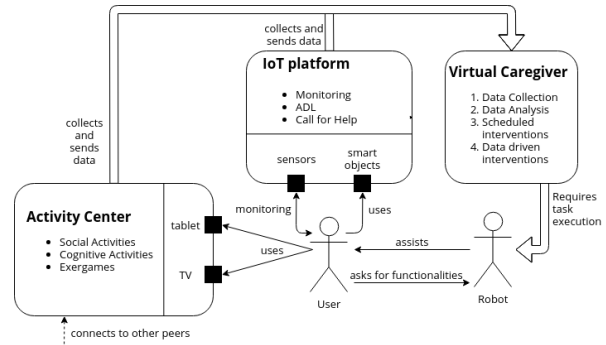 collects and
sends data
IoT platform
Monitoring
ADL
Call for Help
sensors
smart
objects
Virtual Caregiver
1. Data Collection
2. Data Analysis
3. Scheduled
interventions
4. Data driven
interventions
collects
and
sends
data
Activity Center
Social Activities
Cognitive Activities
Exergames
tablet
TV
monitoring
uses
uses
assists
asks for functionalities
User
Robot
Requires
task
execution
connects to other peers